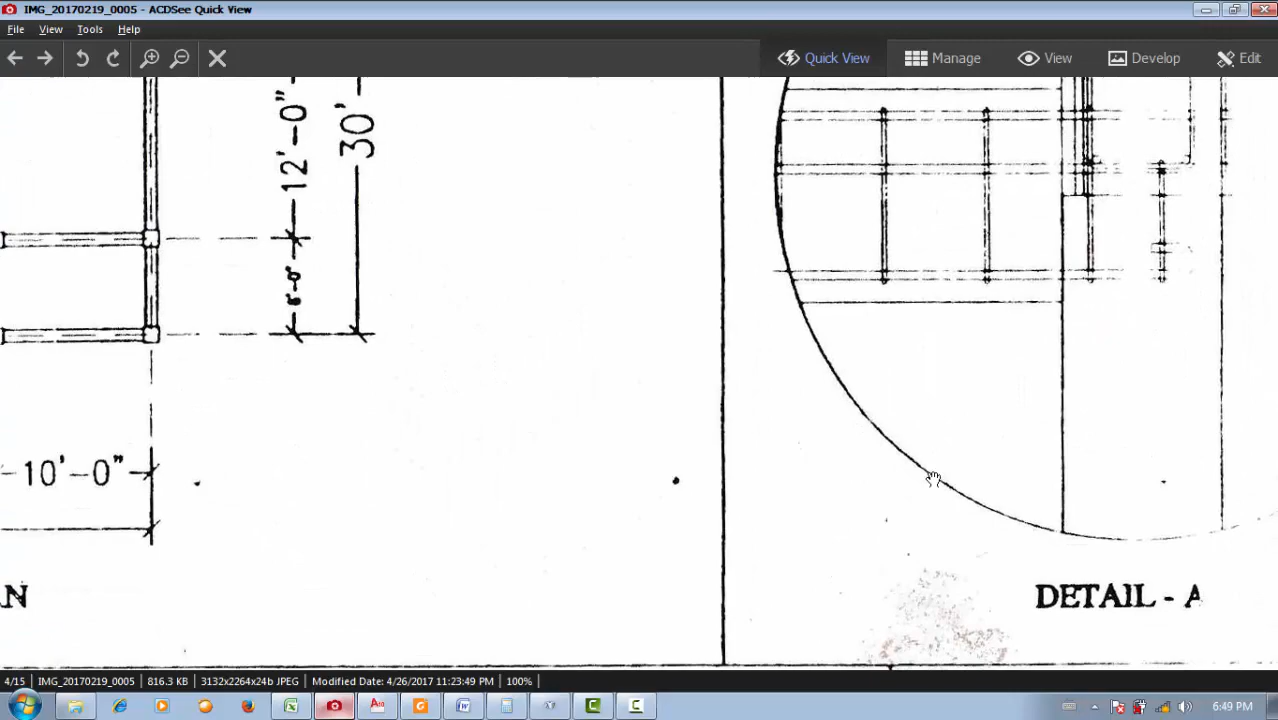 IMG_20170219_0005 - ACDSee Quick View
File View Tools Help
Quick View Manage View Develop Edit
12'-0"
30'
6'-0"
10'-0"
N
DETAIL - A
4/15 IMG_20170219_0005 816.3 KB 3132x2264x24b JPEG Modified Date: 4/26/2017 11:23:49 PM 100%
6:49 PM